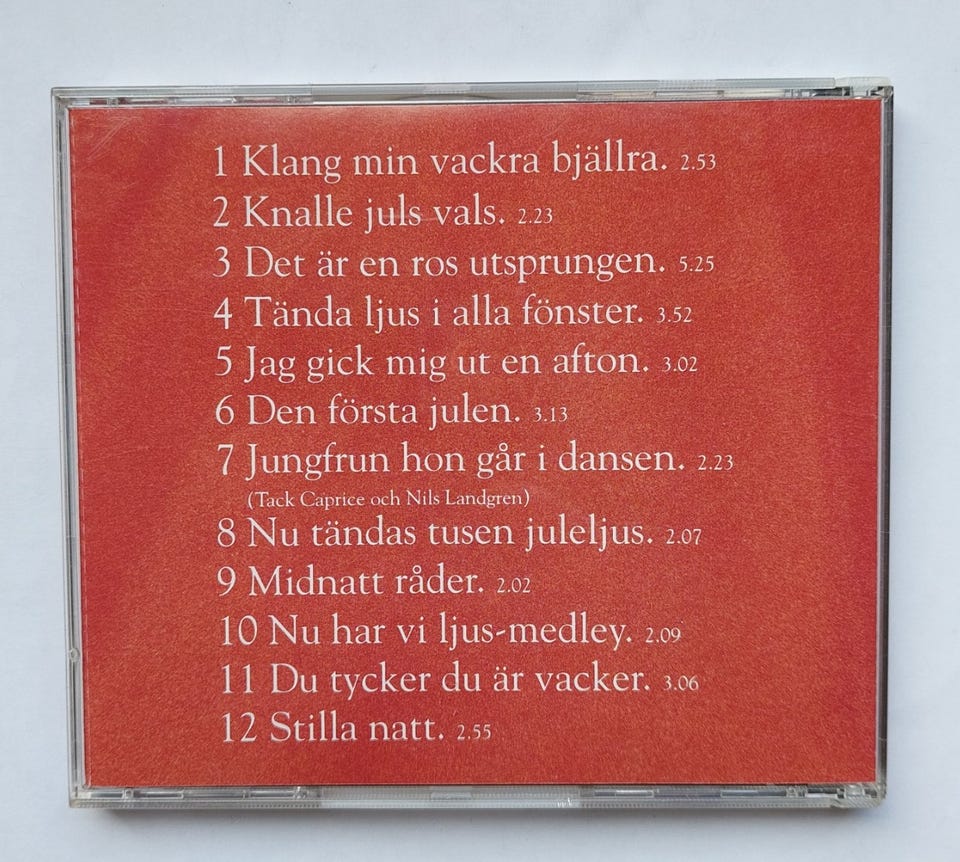 1 Klang min vackra bjällra. 2.53
2 Knalle juls vals. 2.23
3 Det är en ros utsprungen. 5.25
4 Tända ljus i alla fönster. 3.52
5 Jag gick mig ut en afton. 3.02
6 Den första julen. 3.13
7 Jungfrun hon går i dansen. 2.23
(Tack Caprice och Nils Landgren)
8 Nu tändas tusen juleljus. 2.07
9 Midnatt råder. 2.02
10 Nu har vi ljus-medley. 2.09
11 Du tycker du är vacker. 3.06
12 Stilla natt. 2.55